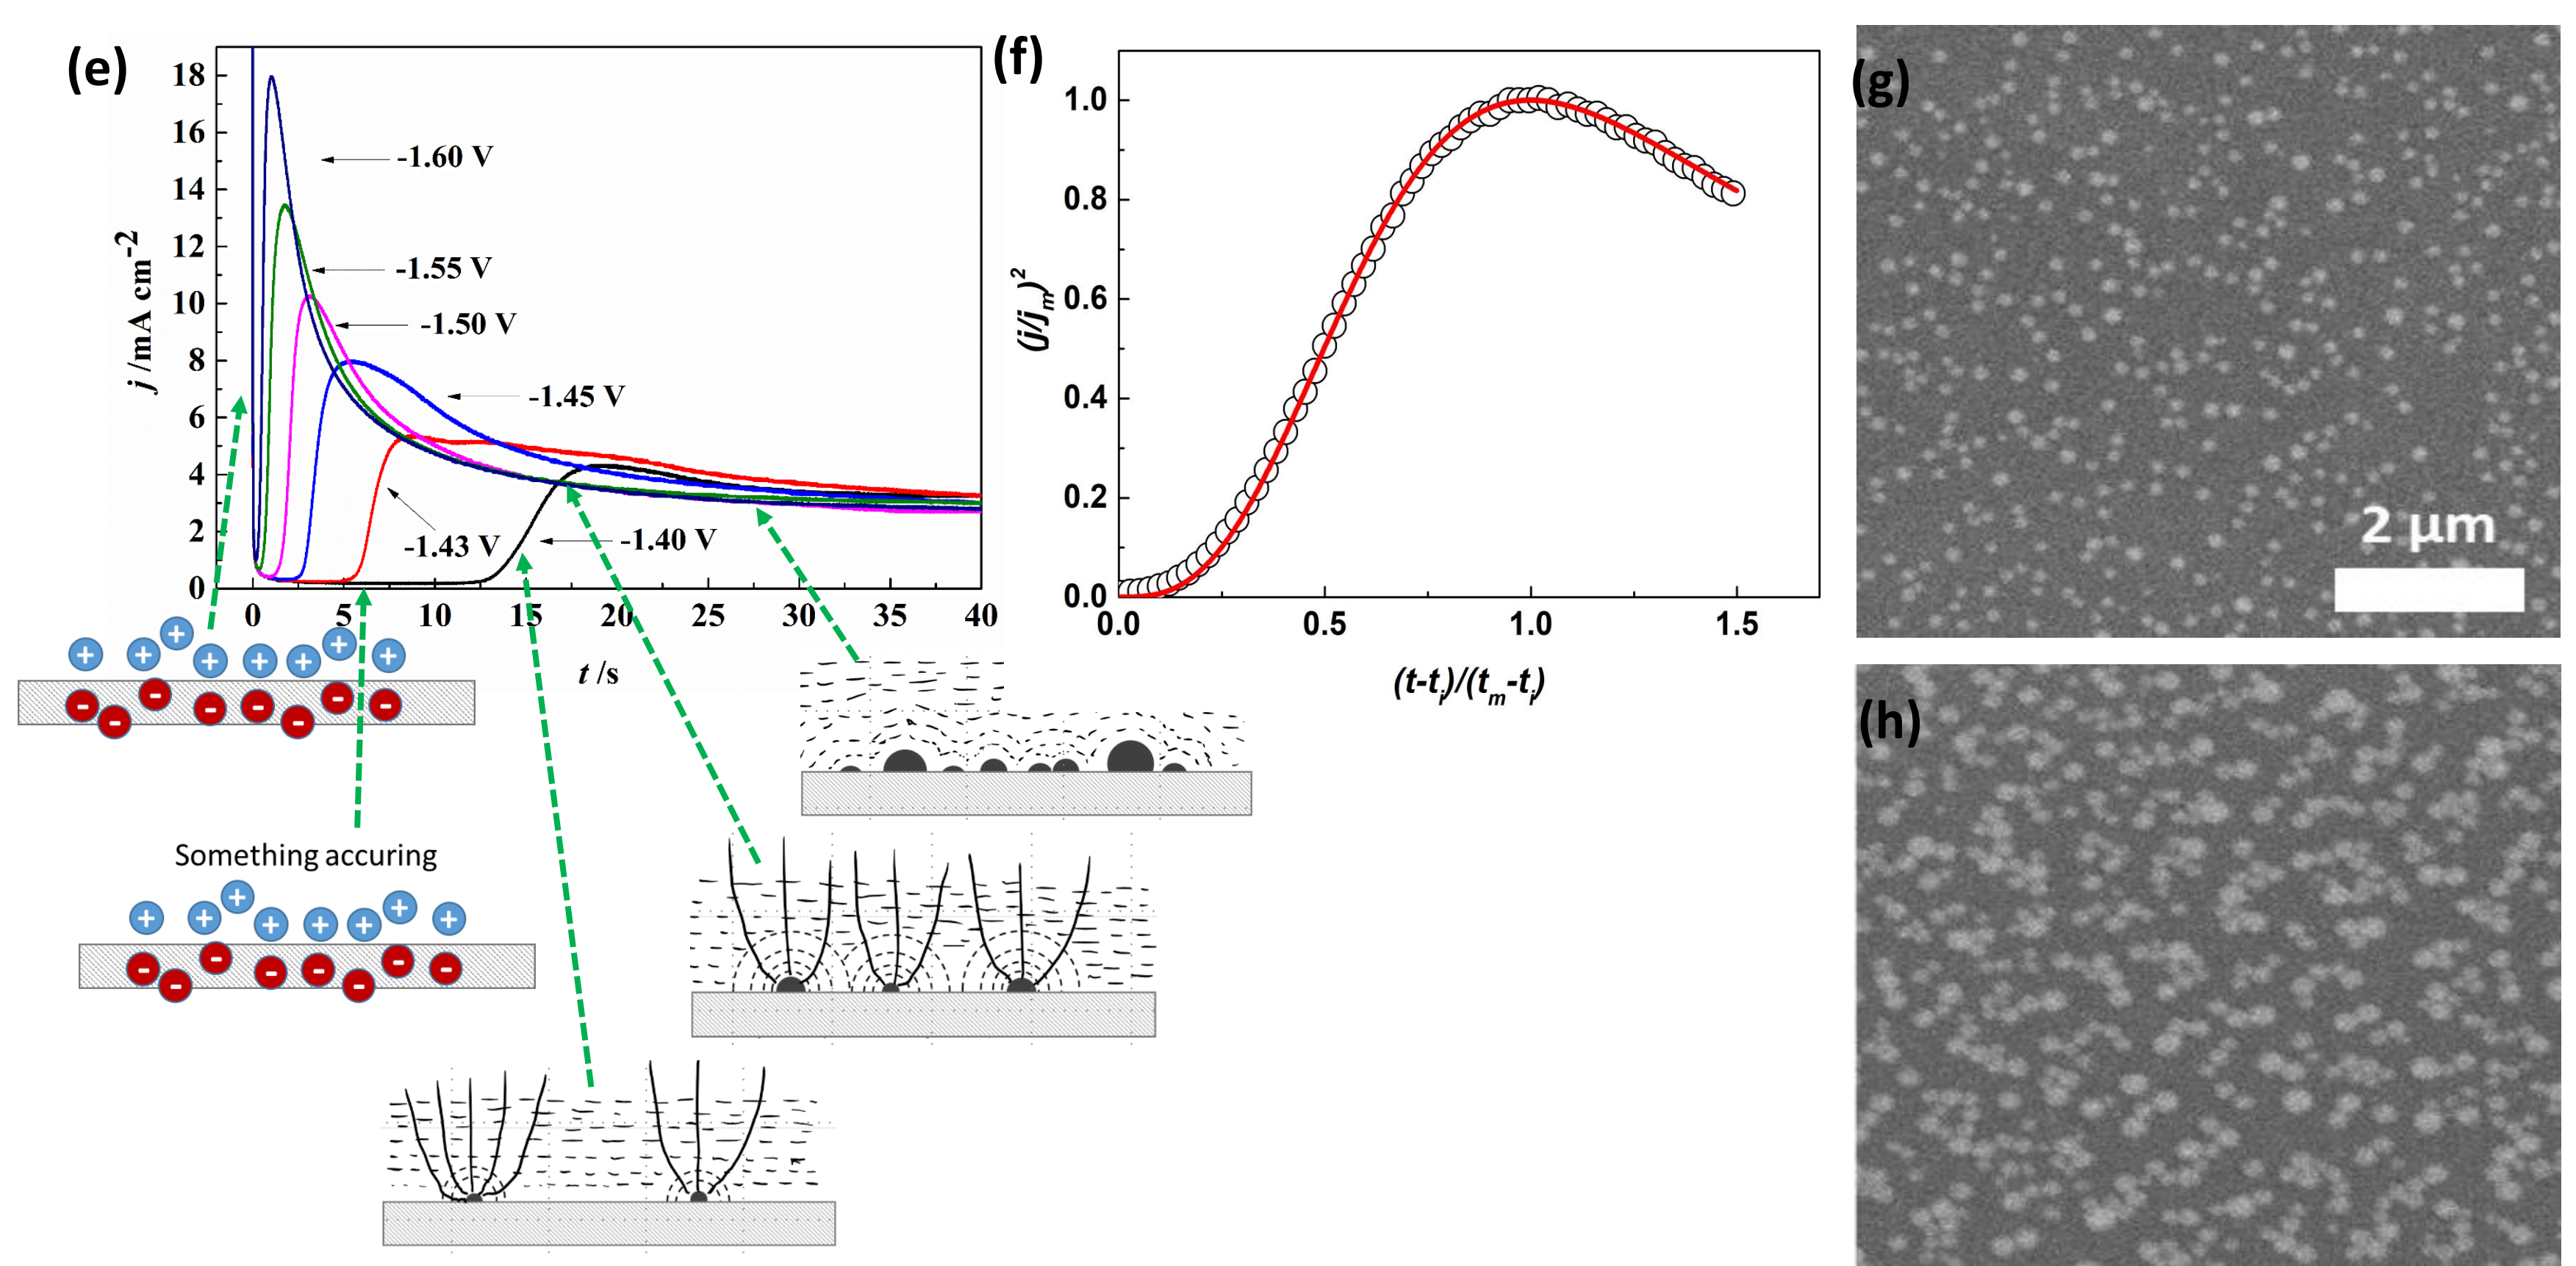 (e)
18
16
14
12
10
8
6
4
2
0
j /mA cm-2
-1.60 V
-1.55 V
-1.50 V
-1.45 V
-1.43 V
-1.40 V
0 5 10 15 20 25 30 35 40
t /s
+ + + + + + + +
- - - - - - - -
Something accuring
+ + + + + + + +
- - - - - - - -
(f)
1.0
0.8
0.6
0.4
0.2
0.0
(j/jm)2
0.0 0.5 1.0 1.5
(t-ti)/(tm-ti)
(g)
2 μm
(h)